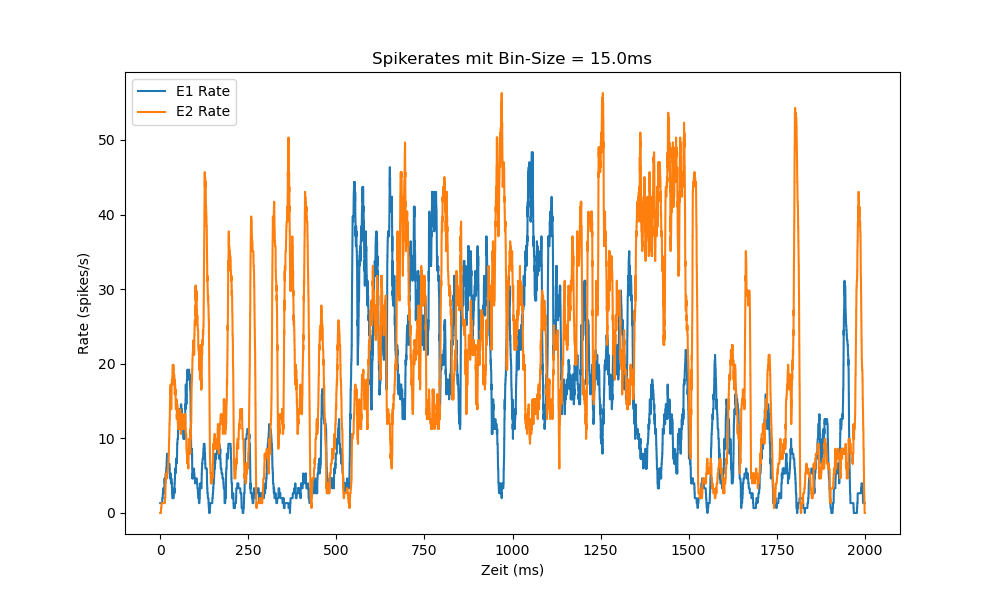 Spikerates mit Bin-Size = 15.0ms
E1 Rate
E2 Rate
Rate (spikes/s)
50
40
30
20
10
0
0 250 500 750 1000 1250 1500 1750 2000
Zeit (ms)